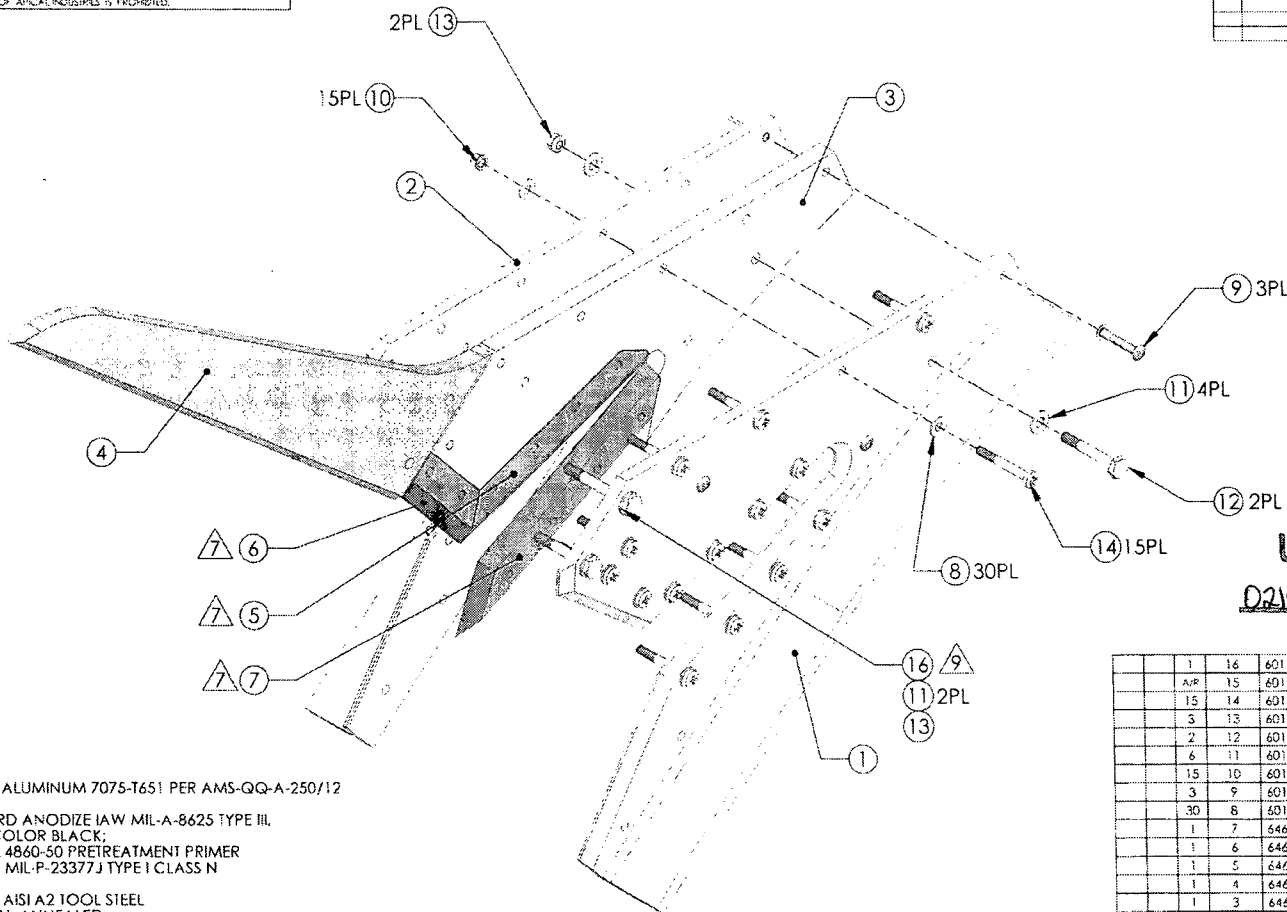 OF APICAL INDUSTRIES IS PROHIBITED.
2PL 13
15PL 10
3
2
9 3PL
11 4PL
4
12 2PL
14 15PL
7 6
8 30PL
7 5
7 7
16 9
11 2PL
13
1
ALUMINUM 7075-T651 PER AMS-QQ-A-250/12
RD ANODIZE IAW MIL-A-8625 TYPE III,
COLOR BLACK;
4860-50 PRETREATMENT PRIMER
MIL-P-23377J TYPE I CLASS N
AISI A2 TOOL STEEL
1 16 601
A/R 15 601
15 14 601
3 13 601
2 12 601
6 11 601
15 10 601
3 9 601
30 8 601
1 7 646
1 6 646
1 5 646
1 4 646
1 3 646